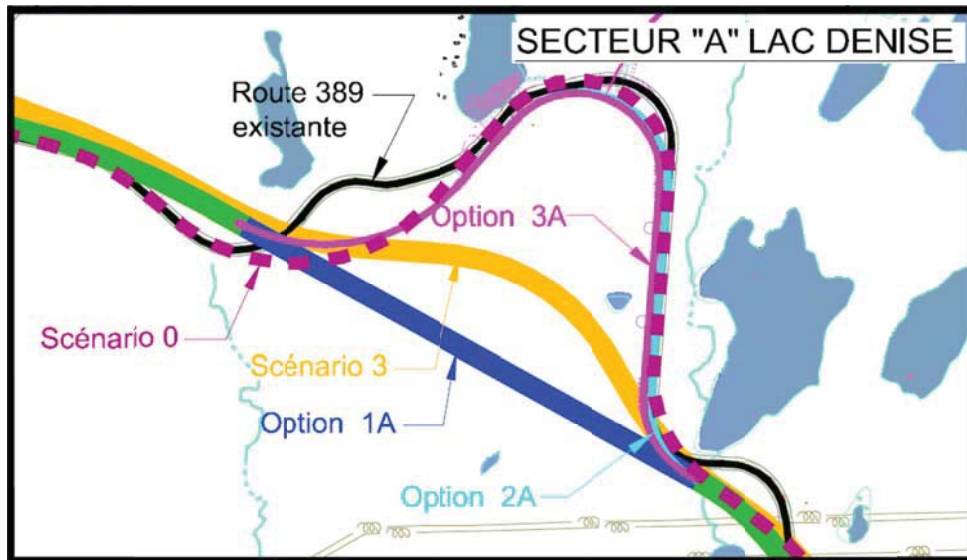 SECTEUR "A" LAC DENISE
Route 389
existante
Option 3A
Scénario 0
Scénario 3
Option 1A
Option 2A